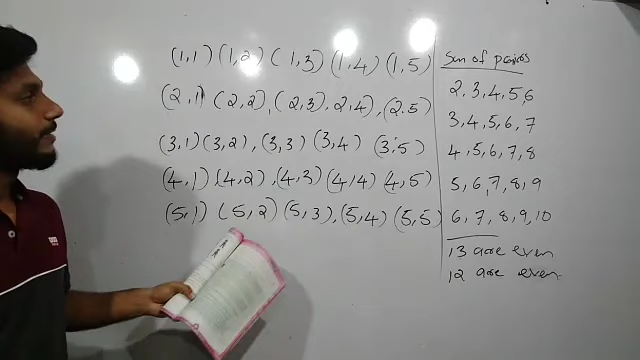 (1,1) (1,2) (1,3) (1,4) (1,5)
(2,1) (2,2), (2,3), 2,4), (2.5)
(3,1) (3,2), (3,3) (3,4) (3,5)
(4,1) (4,2), (4,3) (4,4) (4,5)
(5,1) (5,2) (5,3), (5,4) (5,5)
Sum of pairs
2, 3, 4, 5, 6
3, 4, 5, 6, 7
4, 5, 6, 7, 8
5, 6, 7, 8, 9
6, 7, 8, 9, 10
13 are even
12 are even